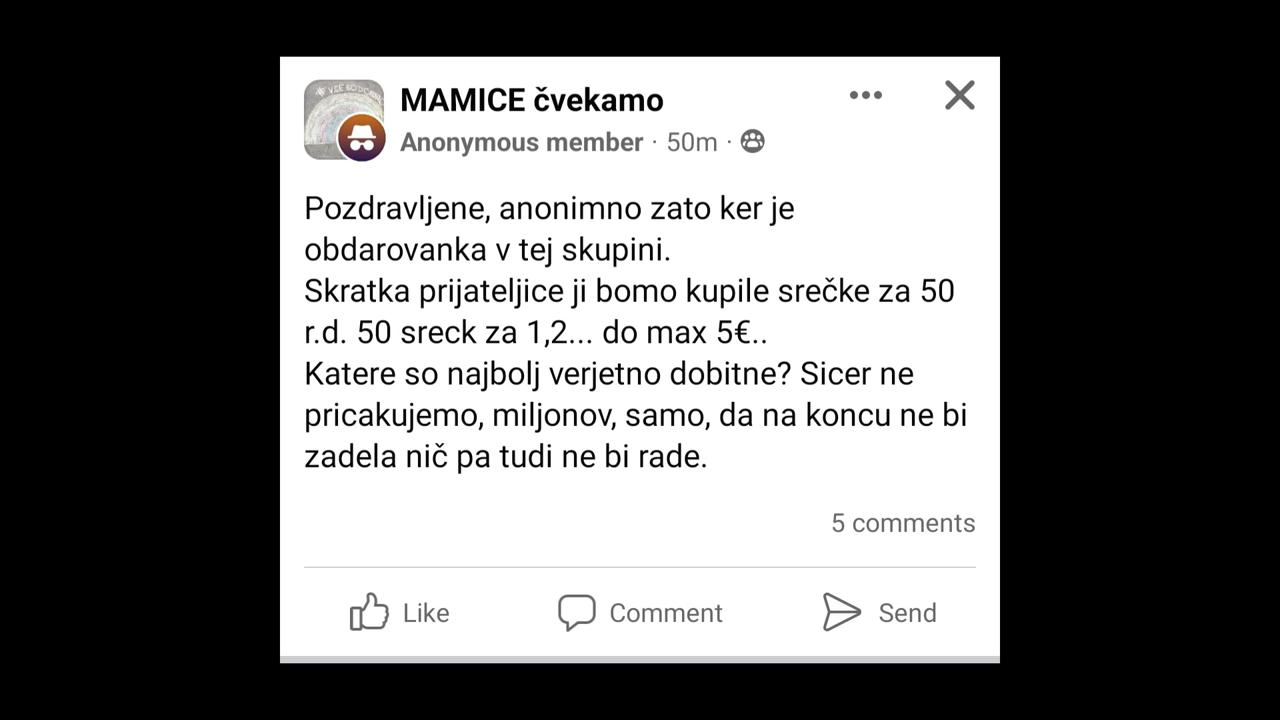 MAMICE čvekamo
Anonymous member · 50m ·
Pozdravljene, anonimno zato ker je
obdarovanka v tej skupini.
Skratka prijateljice ji bomo kupile srečke za 50
r.d. 50 sreck za 1,2... do max 5€..
Katere so najbolj verjetno dobitne? Sicer ne
pricakujemo, miljonov, samo, da na koncu ne bi
zadela nič pa tudi ne bi rade.
5 comments
Like Comment Send